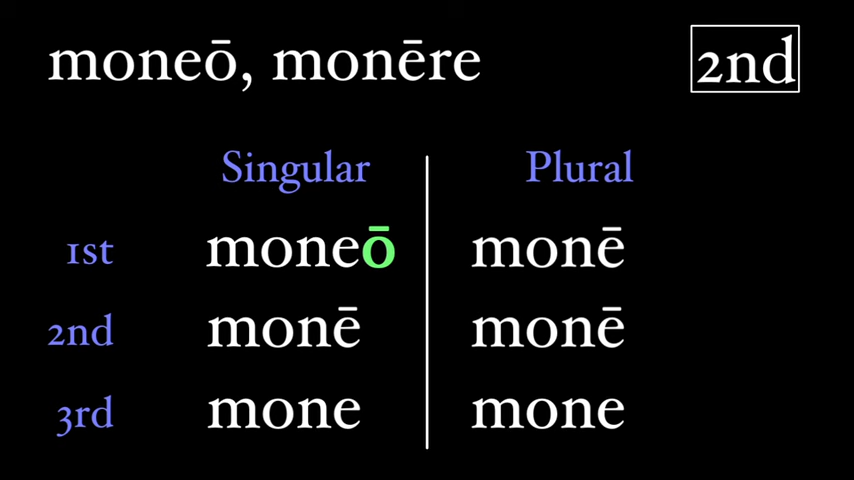 moneō, monēre 2nd
Singular Plural
1st moneō monē
2nd monē monē
3rd mone mone